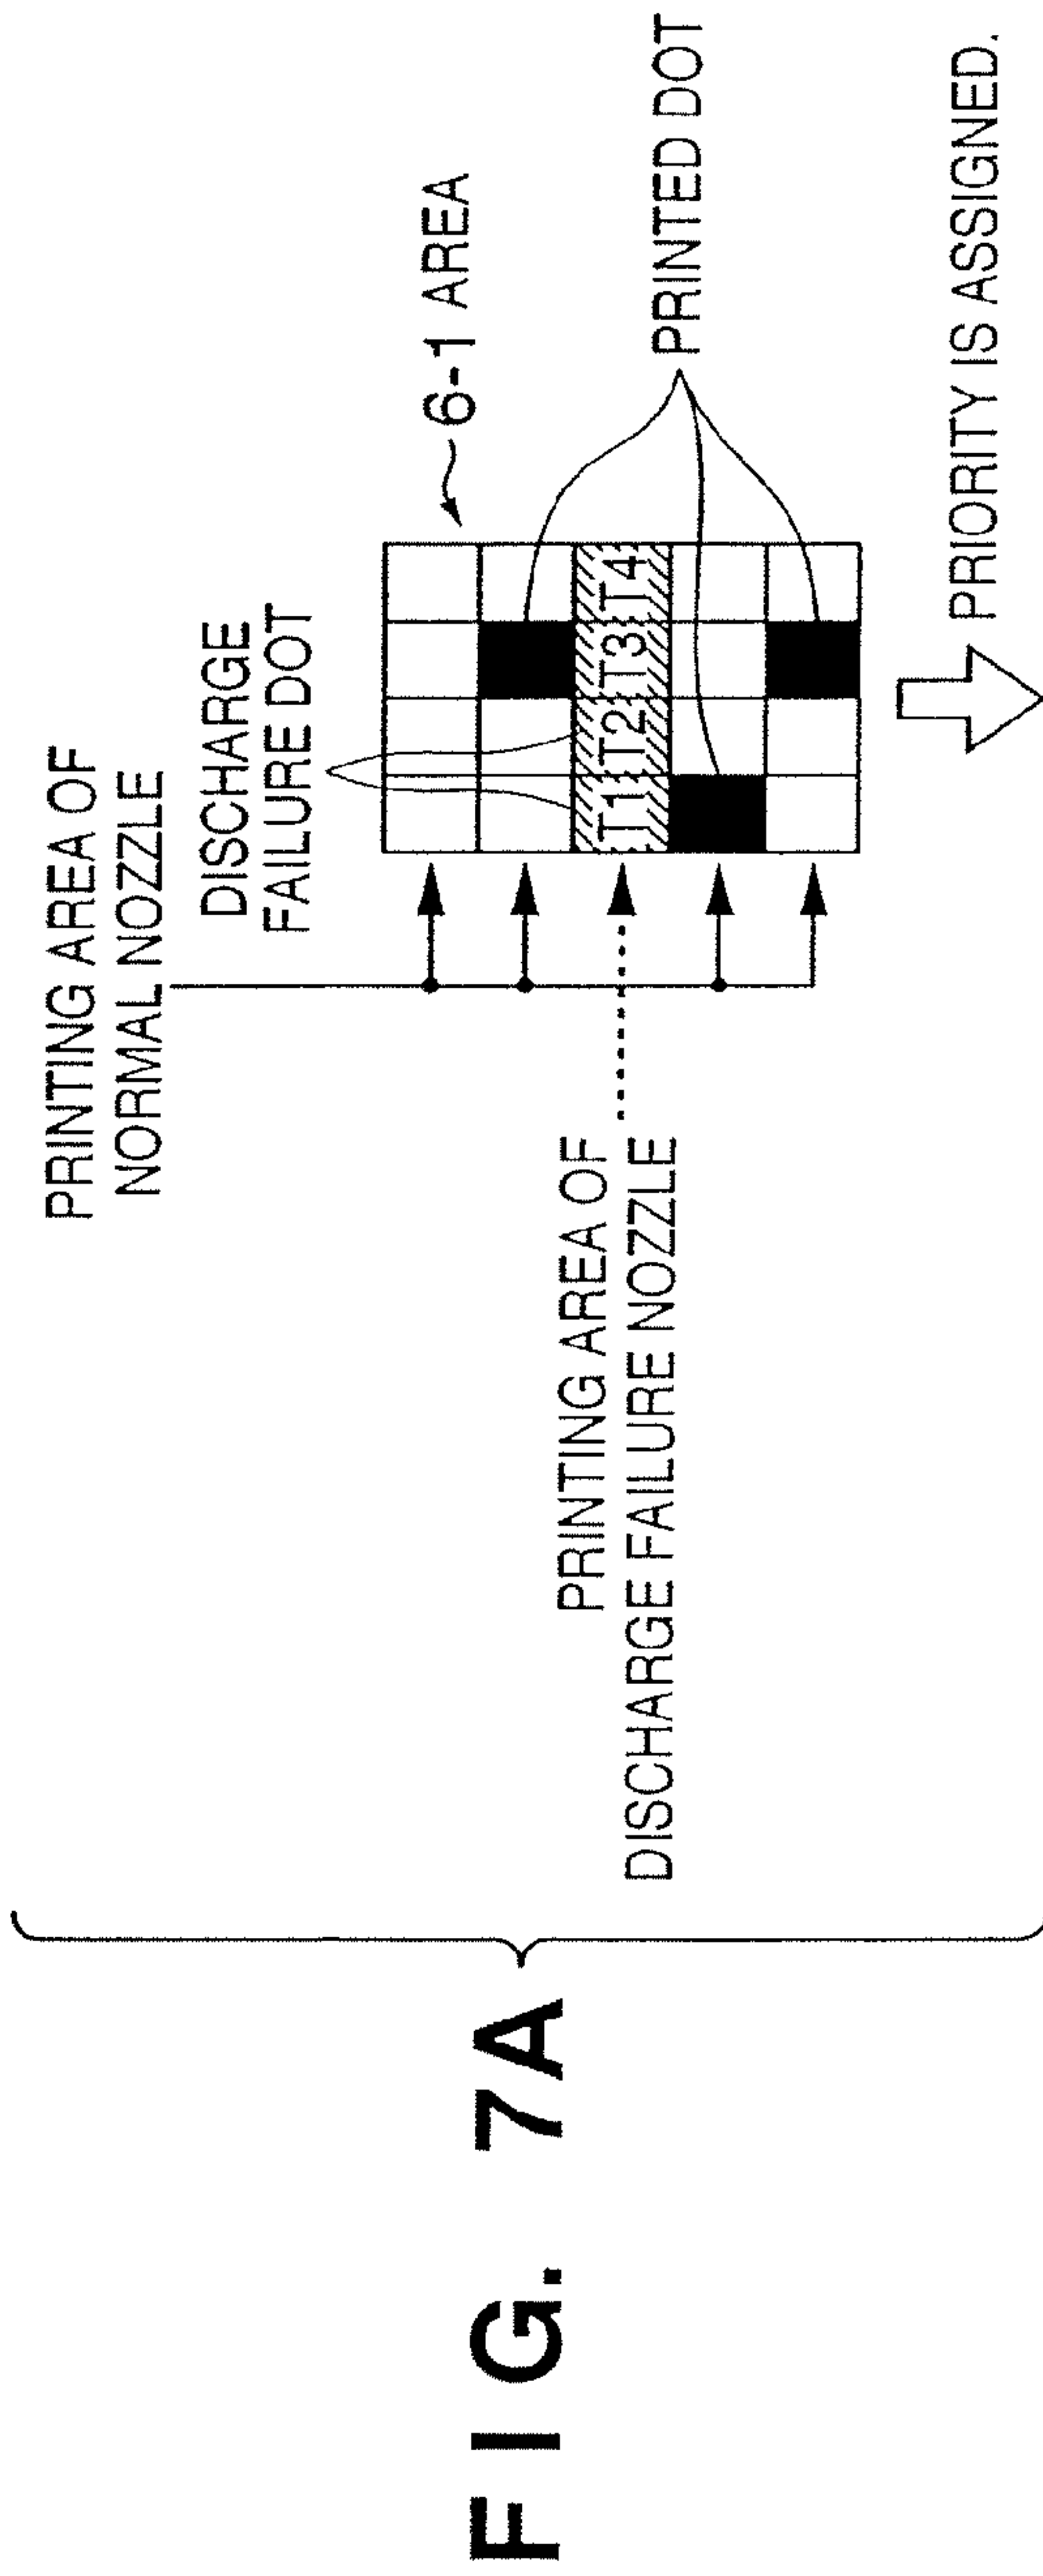 FIG. 7A
PRINTING AREA OF
NORMAL NOZZLE
DISCHARGE
FAILURE DOT
6-1 AREA
PRINTING AREA OF
DISCHARGE FAILURE NOZZLE
T1 T2 T3 T4
PRINTED DOT
PRIORITY IS ASSIGNED.